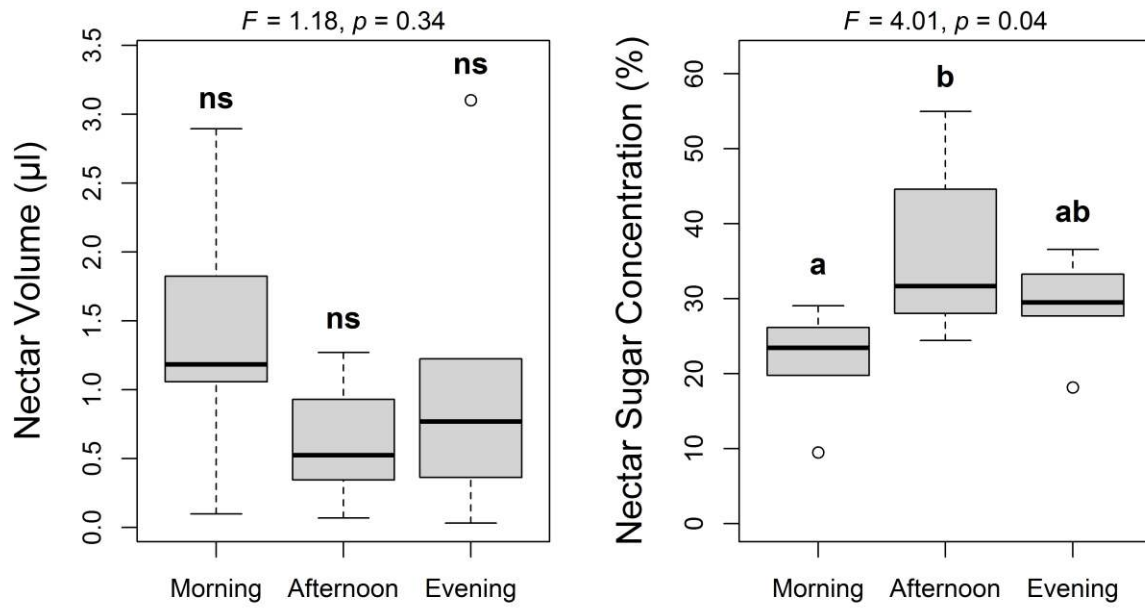 F = 1.18, p = 0.34
Nectar Volume (µl)
3.5
3.0
2.5
2.0
1.5
1.0
0.5
0.0
ns
ns
ns
Morning
Afternoon
Evening
F = 4.01, p = 0.04
Nectar Sugar Concentration (%)
60
50
40
30
20
10
0
a
b
ab
Morning
Afternoon
Evening